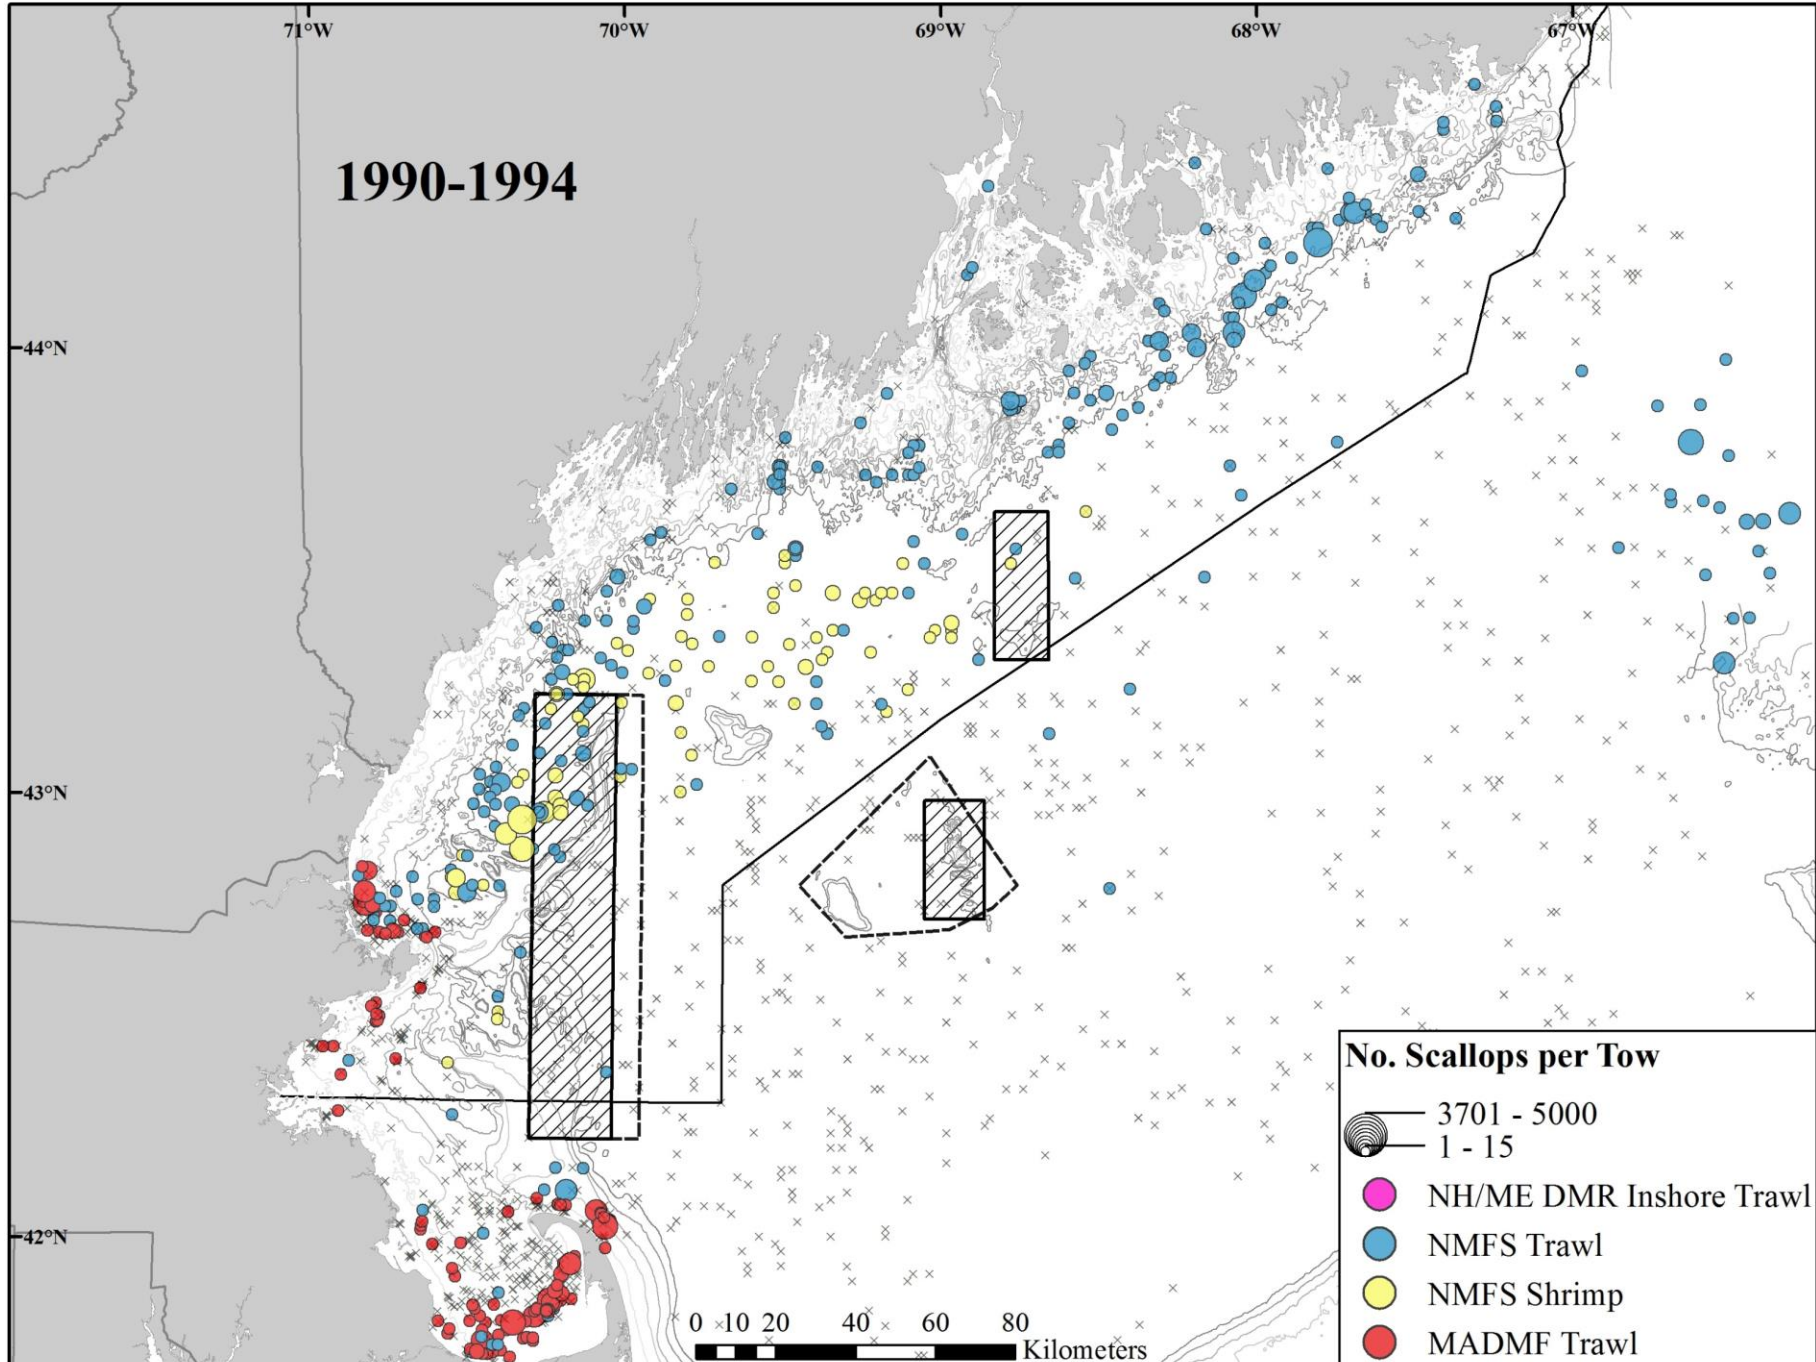 71°W 70°W 69°W 68°W 67°W
1990-1994
44°N
43°N
42°N
No. Scallops per Tow
3701 - 5000
1 - 15
NH/ME DMR Inshore Trawl
NMFS Trawl
NMFS Shrimp
MADMF Trawl
0 10 20 40 60 80
Kilometers